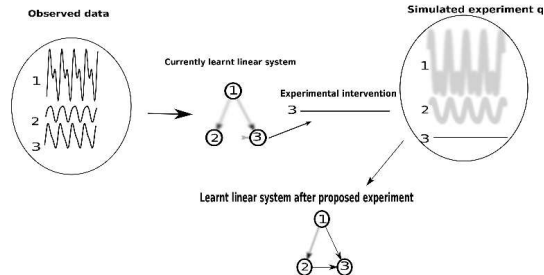 Observed data
Simulated experiment q
1
2
3
Currently learnt linear system
1
2
3
Experimental intervention
3
1
2
3
Learnt linear system after proposed experiment
1
2
3